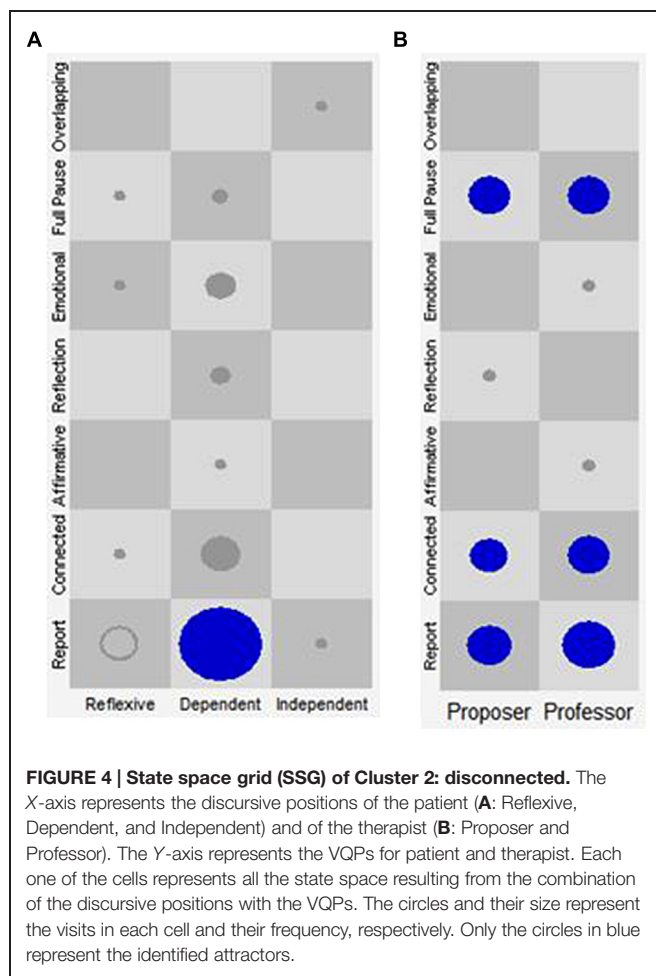 A
B
Overlapping
Full Pause
Emotional
Reflection
Affirmative
Connected
Report
Reflexive Dependent Independent
Overlapping
Full Pause
Emotional
Reflection
Affirmative
Connected
Report
Proposer Professor
FIGURE 4 | State space grid (SSG) of Cluster 2: disconnected. The
X-axis represents the discursive positions of the patient (A: Reflexive,
Dependent, and Independent) and of the therapist (B: Proposer and
Professor). The Y-axis represents the VQPs for patient and therapist. Each
one of the cells represents all the state space resulting from the combination
of the discursive positions with the VQPs. The circles and their size represent
the visits in each cell and their frequency, respectively. Only the circles in blue
represent the identified attractors.